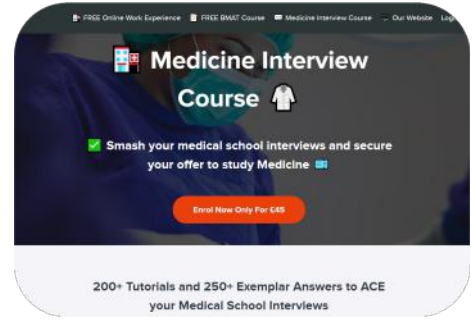 FREE Online Work Experience FREE BMAT Course Medicine Interview Course Our Website
Medicine Interview
Course
Smash your medical school interviews and secure
your offer to study Medicine
Enrol Now Only For £45
200+ Tutorials and 250+ Exemplar Answers to ACE
your Medical School Interviews